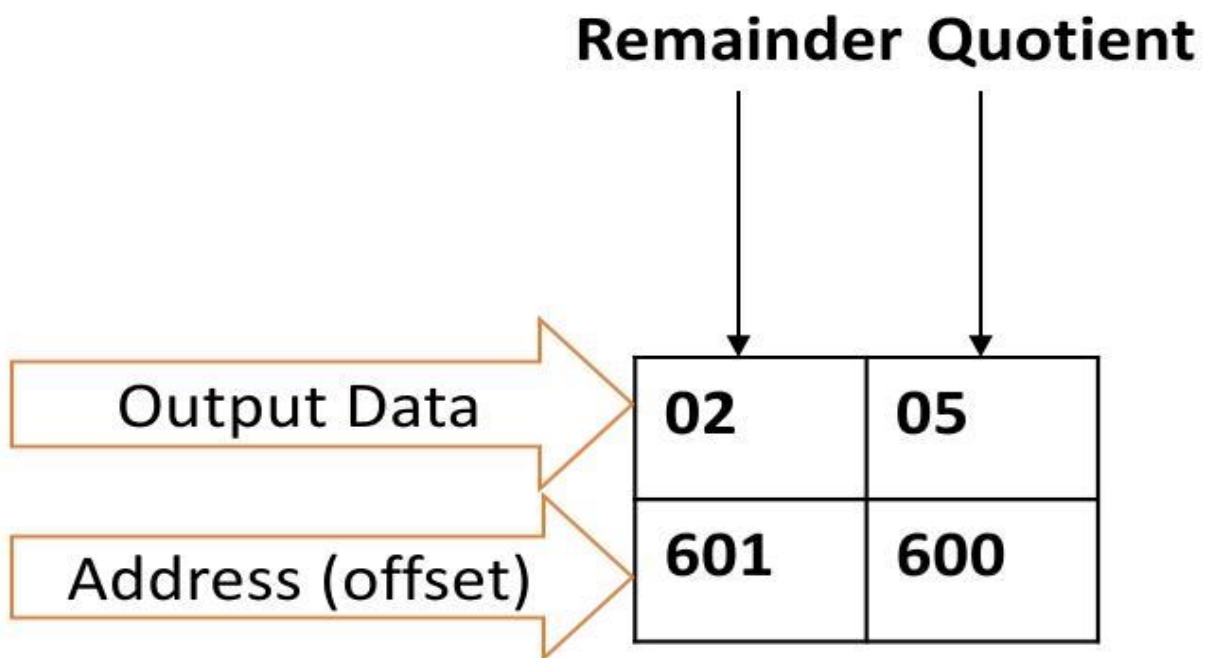 Remainder Quotient
Output Data 02 05
Address (offset) 601 600